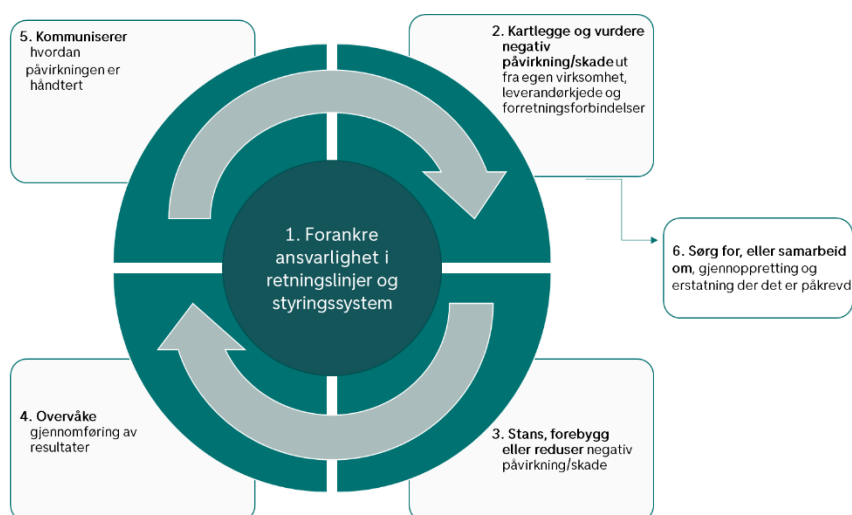 5. Kommuniserer
hvordan
påvirkningen er
håndtert
2. Kartlegge og vurdere
negativ
påvirkning/skade ut
fra egen virksomhet,
leverandørkjede og
forretningsforbindelser
1. Forankre
ansvarlighet i
retningslinjer og
styringssystem
6. Sørg for, eller samarbeid
om, gjennoppretting og
erstatning der det er påkrevd
4. Overvåke
gjennomføring av
resultater
3. Stans, forebygg
eller reduser negativ
påvirkning/skade